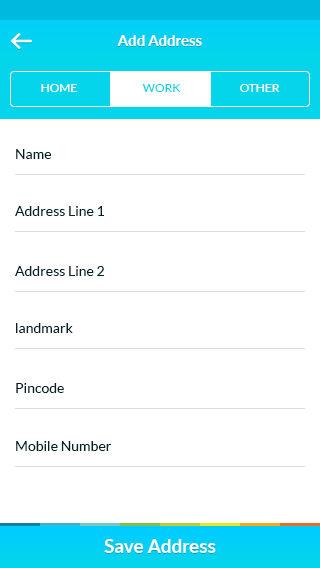 Add Address
HOME WORK OTHER
Name
Address Line 1
Address Line 2
landmark
Pincode
Mobile Number
Save Address